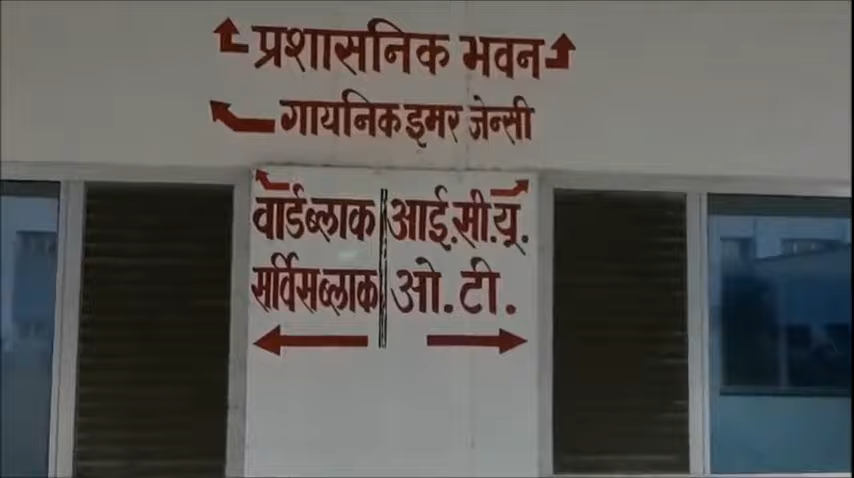 प्रशासनिक भवन
गायनिक इमर जेन्सी
वार्डब्लाक आई.सी.यू.
सर्विसब्लाक ओ.टी.